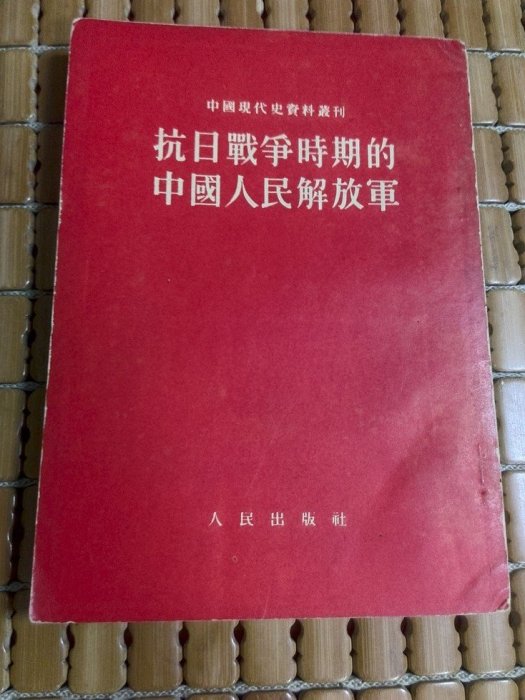 中國現代史資料叢刊
抗日戰爭時期的
中國人民解放軍
人民出版社